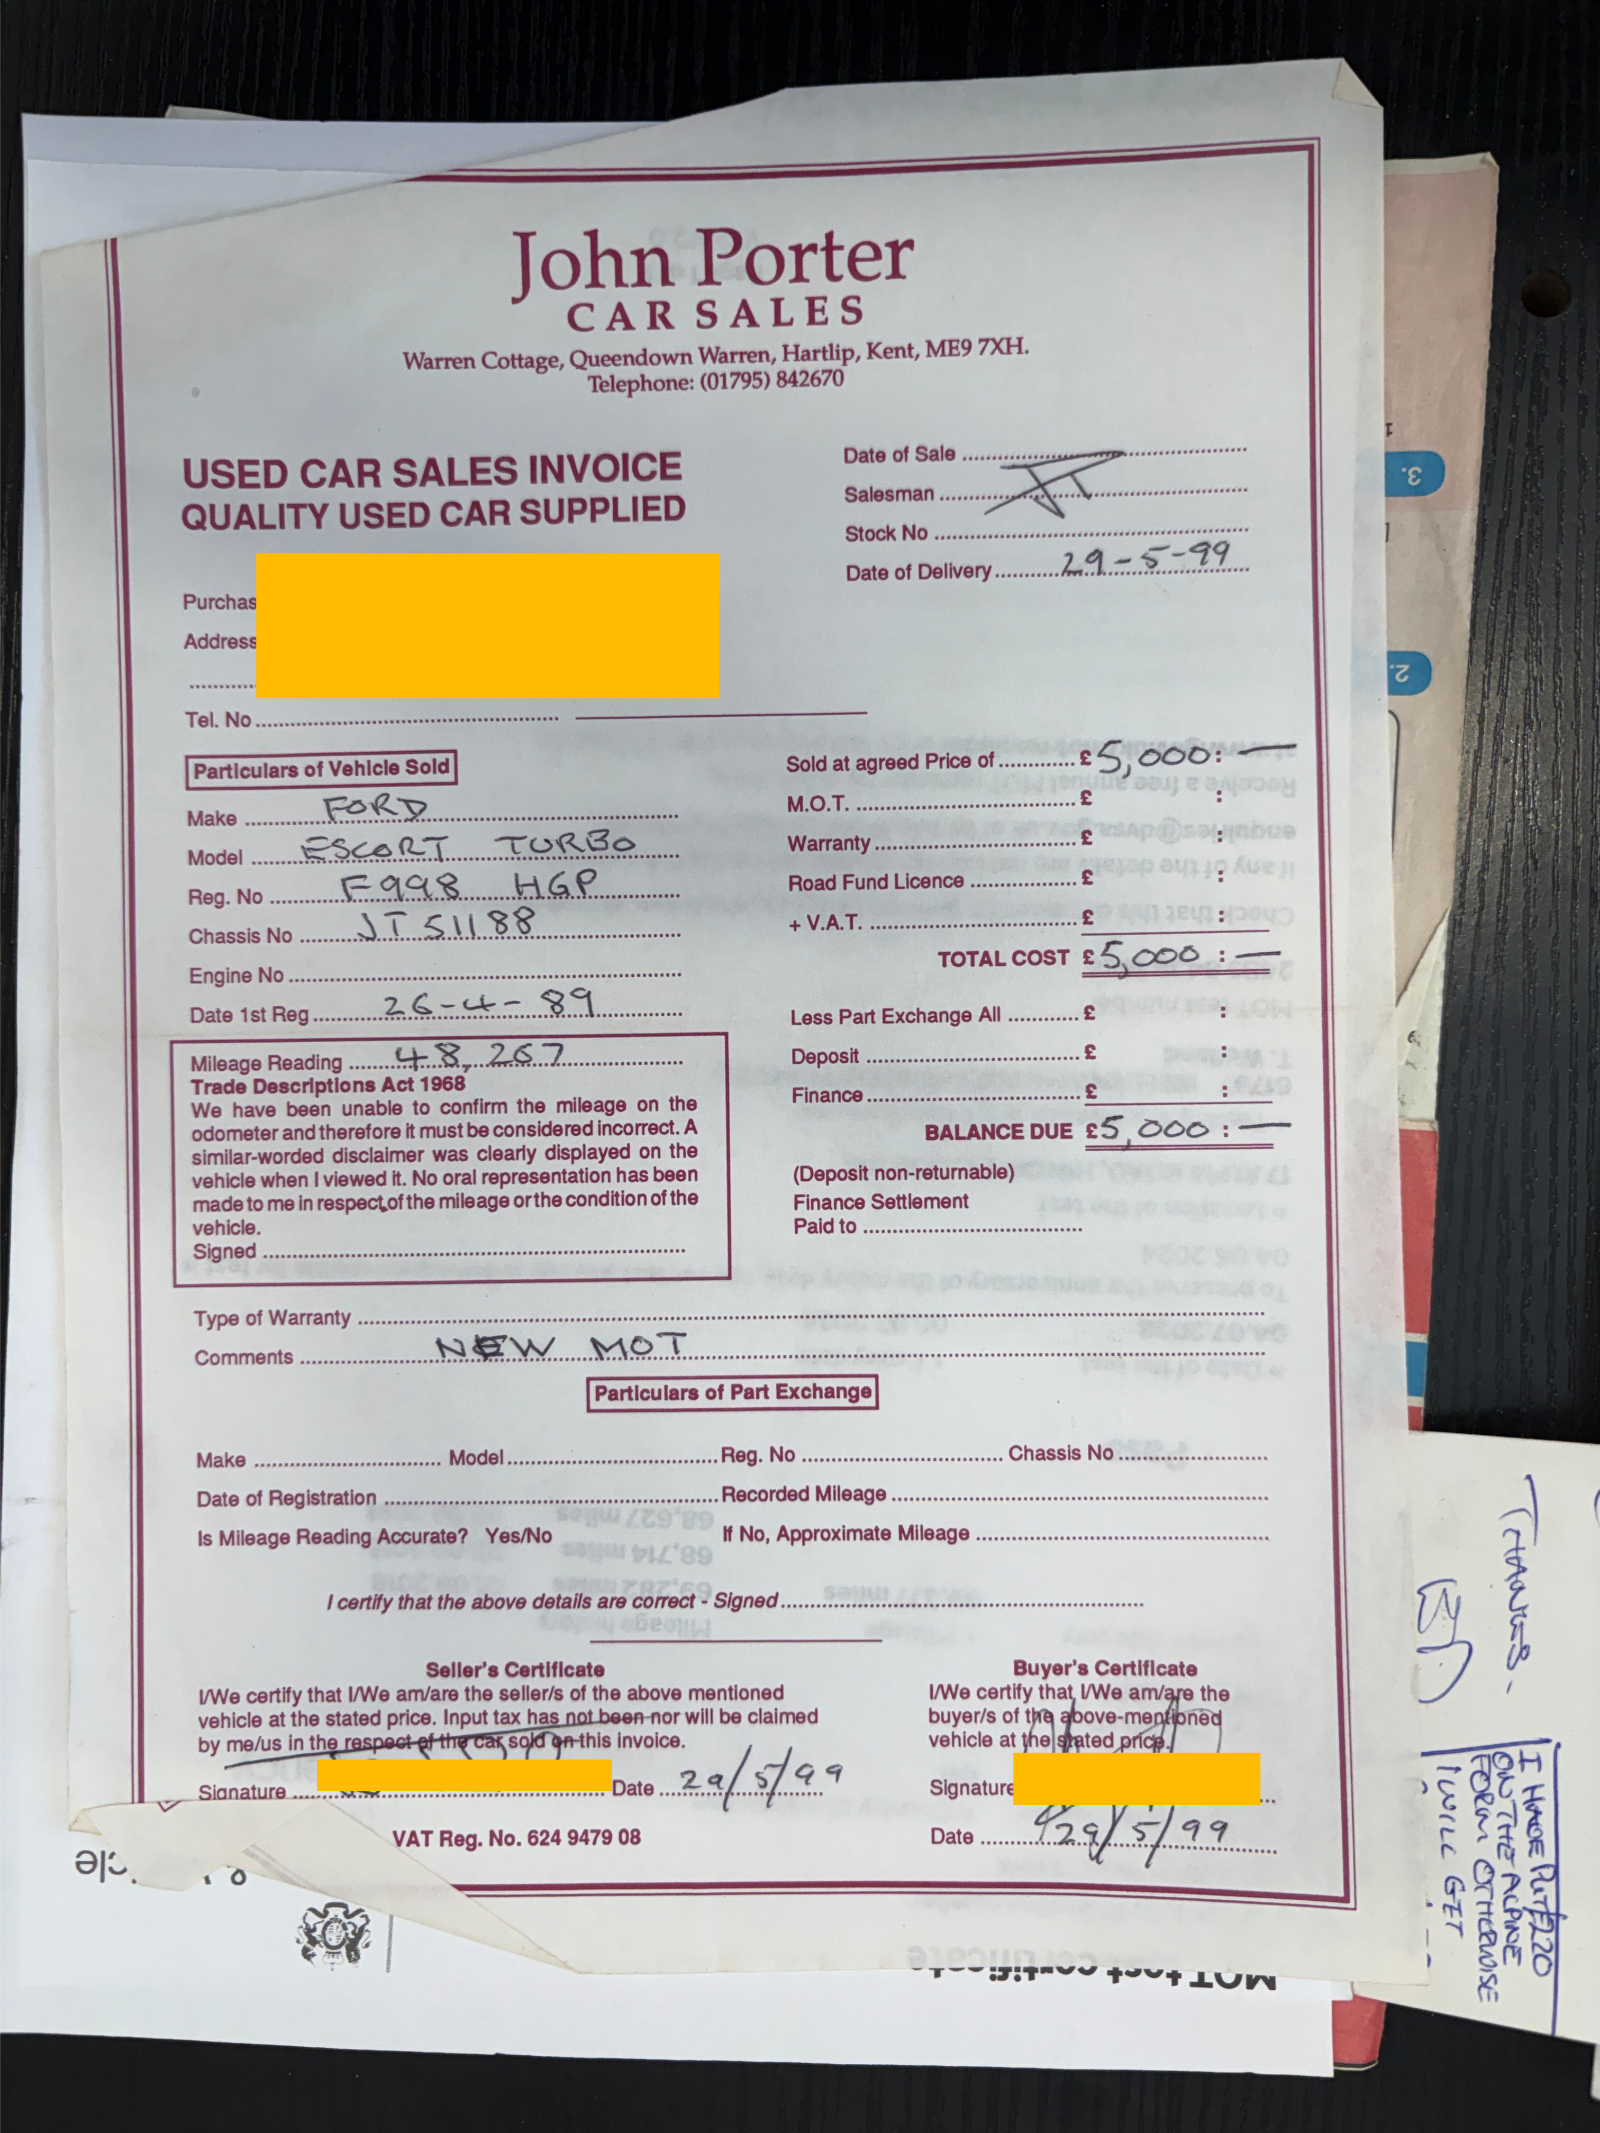 John Porter
CAR SALES
Warren Cottage, Queendown Warren, Hartlip, Kent, ME9 7XH.
Telephone: (01795) 842670
USED CAR SALES INVOICE
QUALITY USED CAR SUPPLIED
Date of Sale
Salesman
Stock No
Date of Delivery 29-5-99
Purchas
Address
Tel. No
Particulars of Vehicle Sold
Make FORD
Model ESCORT TURBO
Reg. No F998 HGP
Chassis No JT51188
Engine No
Date 1st Reg 26-4-89
Mileage Reading 48,267
Trade Descriptions Act 1968
We have been unable to confirm the mileage on the
odometer and therefore it must be considered incorrect. A
similar-worded disclaimer was clearly displayed on the
vehicle when I viewed it. No oral representation has been
made to me in respect,of the mileage or the condition of the
vehicle.
Signed
Sold at agreed Price of £5,000:—
M.O.T. £ :
Warranty £ :
Road Fund Licence £ :
+ V.A.T. £ :
TOTAL COST £5,000:—
Less Part Exchange All £ :
Deposit £ :
Finance £ :
BALANCE DUE £5,000:—
(Deposit non-returnable)
Finance Settlement
Paid to
Type of Warranty
Comments NEW MOT
Particulars of Part Exchange
Make Model Reg. No Chassis No
Date of Registration Recorded Mileage
Is Mileage Reading Accurate? Yes/No If No, Approximate Mileage
I certify that the above details are correct - Signed
Seller's Certificate
I/We certify that I/We am/are the seller/s of the above mentioned
vehicle at the stated price. Input tax has not been nor will be claimed
by me/us in the respect of the car sold on this invoice.
Signature Date 29/5/99
Buyer's Certificate
I/We certify that I/We am/are the
buyer/s of the above-mentioned
vehicle at the stated price.
Signature
Date 29/5/99
VAT Reg. No. 624 9479 08
MOT test certificate
3.
2.
THANKS.
I HAVE PUT £220
ON THE ALPINE
FORM OTHERWISE
I WILL GET